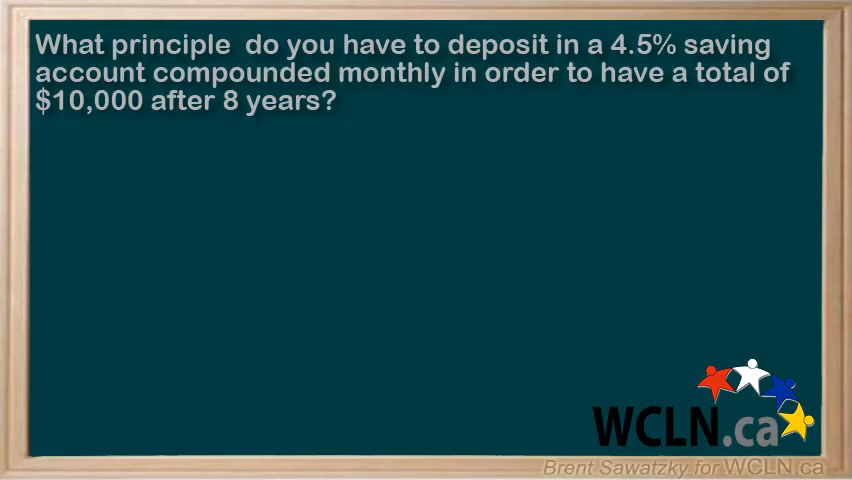 What principle  do you have to deposit in a 4.5% saving
account compounded monthly in order to have a total of
$10,000 after 8 years?
WCLN.ca
Brent Sawatzky for WCLN.ca